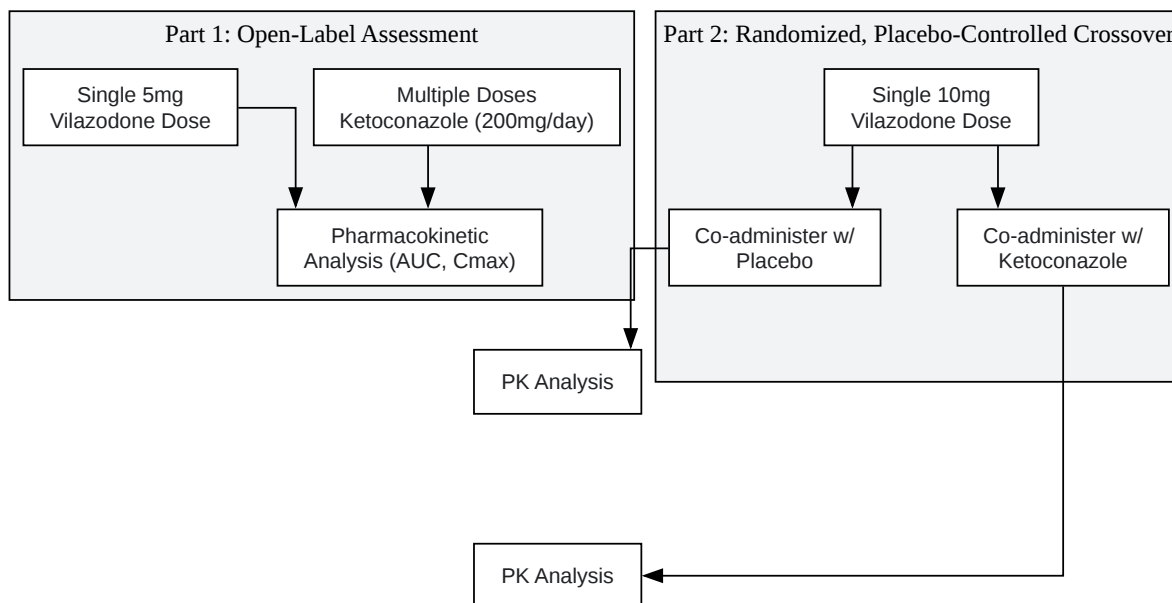 Part 1: Open-Label Assessment
Single 5mg
Vilazodone Dose
Multiple Doses
Ketoconazole (200mg/day)
Pharmacokinetic
Analysis (AUC, Cmax)
Part 2: Randomized, Placebo-Controlled Crossover
Single 10mg
Vilazodone Dose
Co-administer w/
Placebo
Co-administer w/
Ketoconazole
PK Analysis
PK Analysis